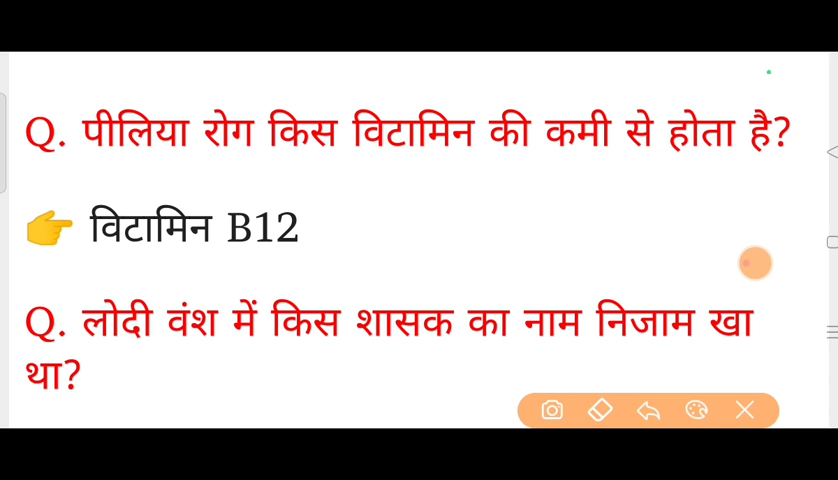 Q. पीलिया रोग किस विटामिन की कमी से होता है?
👉 विटामिन B12
Q. लोदी वंश में किस शासक का नाम निजाम खा
था?